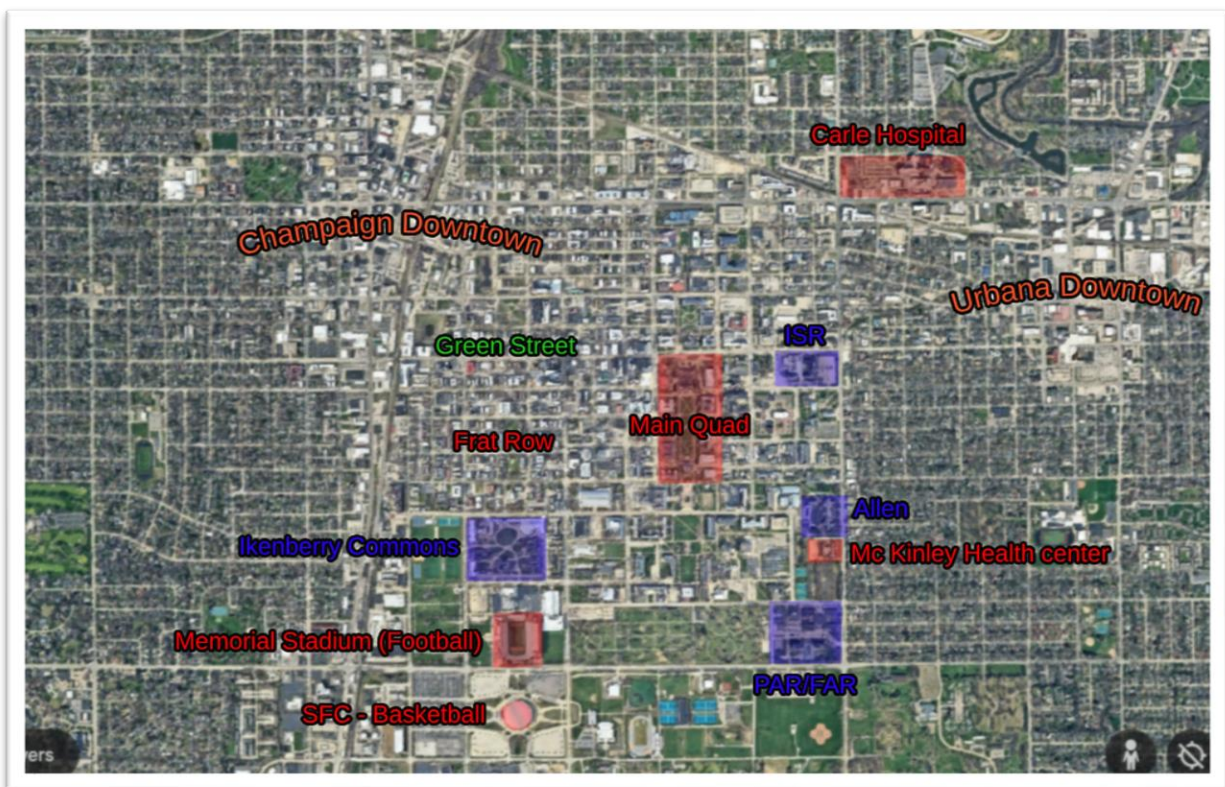 Carle Hospital
Champaign Downtown
Urbana Downtown
ISR
Green Street
Main Quad
Frat Row
Allen
Ikenberry Commons
Mc Kinley Health center
Memorial Stadium (Football)
PAR/FAR
SFC - Basketball
ers